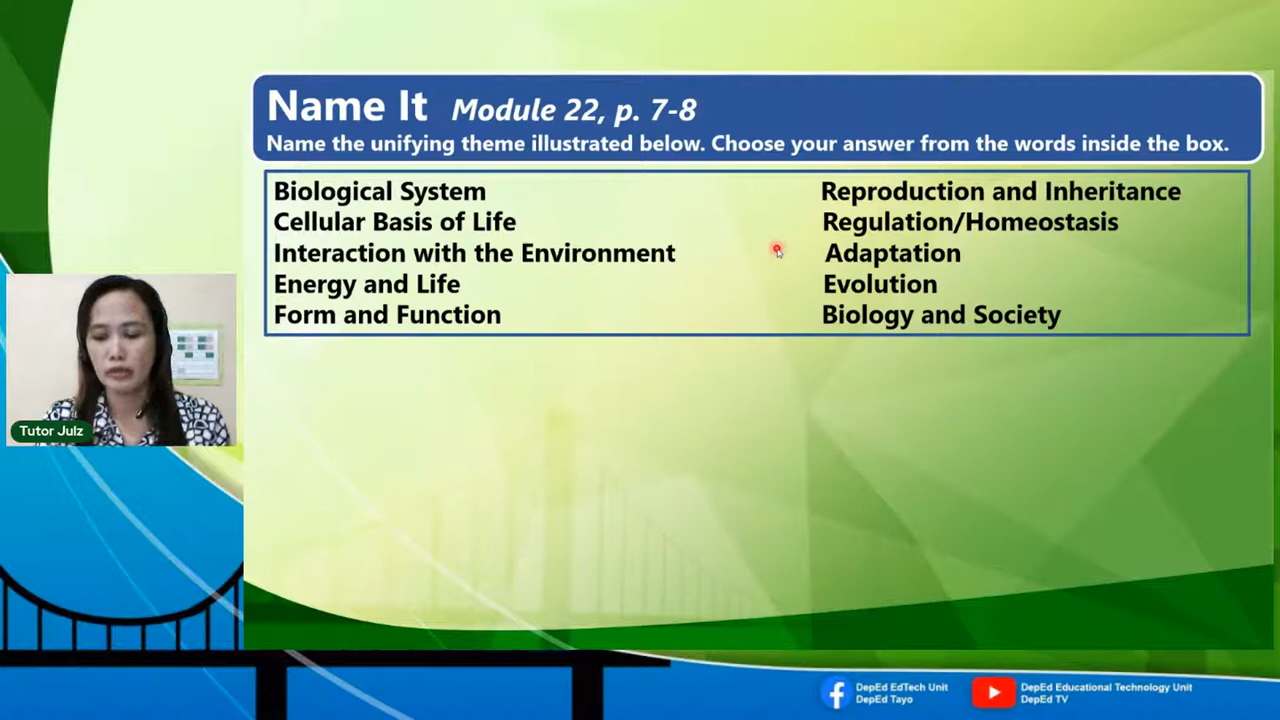 Name It Module 22, p. 7-8
Name the unifying theme illustrated below. Choose your answer from the words inside the box.
Biological System
Cellular Basis of Life
Interaction with the Environment
Energy and Life
Form and Function
Reproduction and Inheritance
Regulation/Homeostasis
Adaptation
Evolution
Biology and Society
Tutor Julz
DepEd EdTech Unit
DepEd Tayo
DepEd Educational Technology Unit
DepEd TV